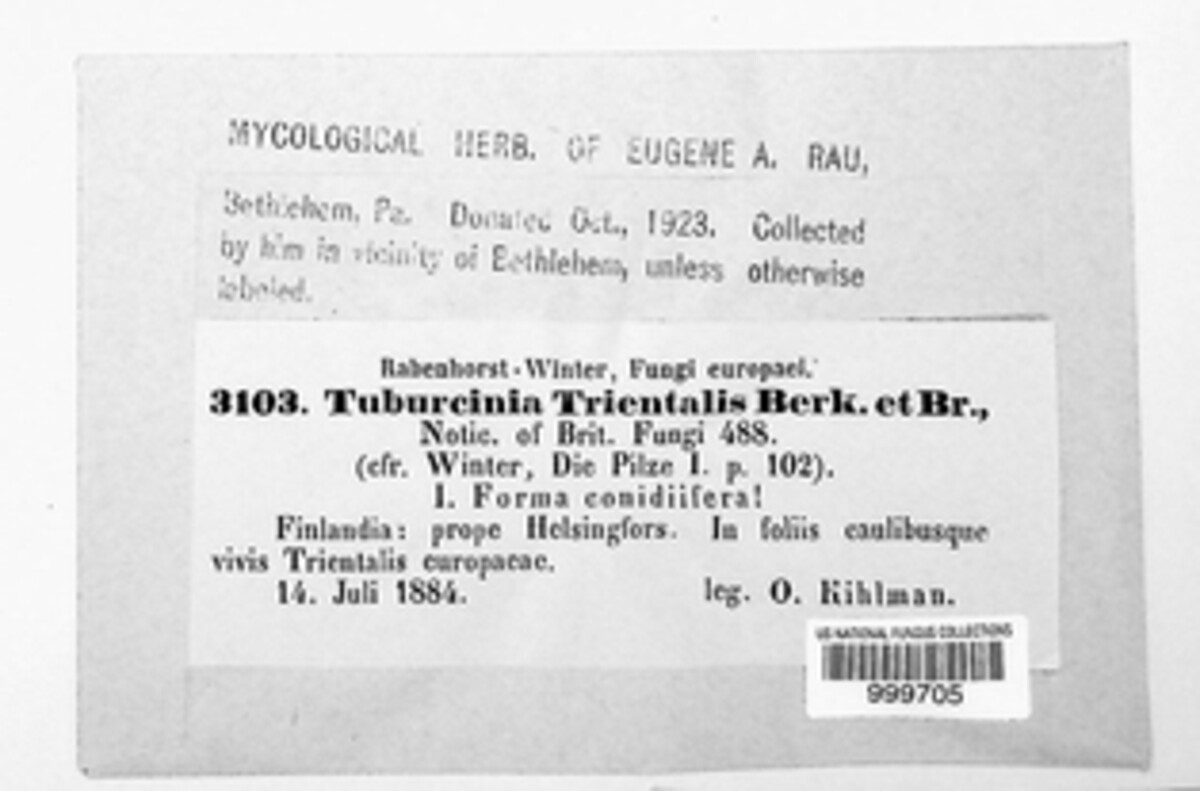 MYCOLOGICAL HERB. OF EUGENE A. RAU,
Bethlehem, Pa. Donated Oct., 1923. Collected
by him in vicinity of Bethlehem, unless otherwise
labeled.
Rabenhorst-Winter, Fungi europaei.
3103. Tuburcinia Trientalis Berk. et Br.,
Notic. of Brit. Fungi 488.
(cfr. Winter, Die Pilze I. p. 102).
I. Forma conidiifera!
Finlandia: prope Helsingfors. In foliis caulibusque
vivis Trientalis europaeae.
14. Juli 1884. leg. O. Kihlman.
US NATIONAL FUNGUS COLLECTIONS
999705